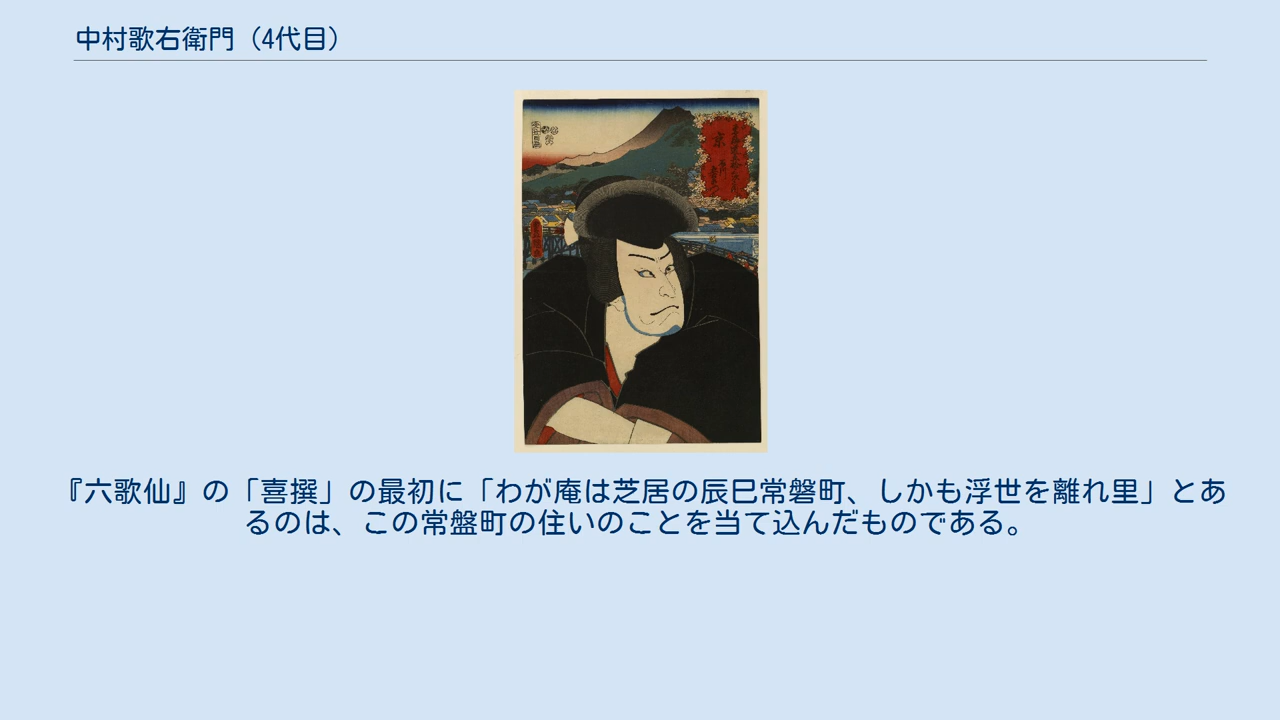 中村歌右衛門（4代目）
京
『六歌仙』の「喜撰」の最初に「わが庵は芝居の辰巳常磐町、しかも浮世を離れ里」とあ
るのは、この常盤町の住いのことを当て込んだものである。